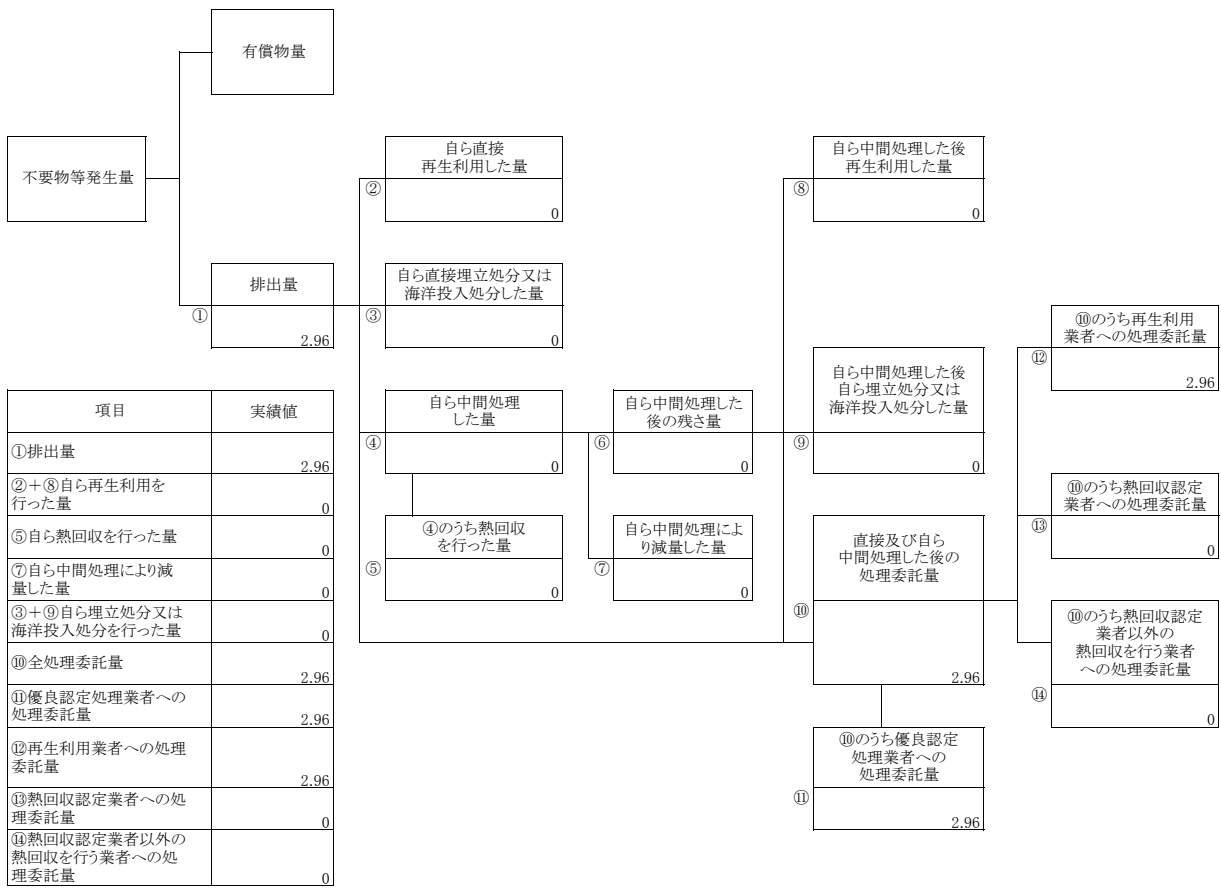 有償物量
不要物等発生量
自ら直接
再生利用した量
②
0
自ら中間処理した後
再生利用した量
⑧
0
排出量
①
2.96
自ら直接埋立処分又は
海洋投入処分した量
③
0
⑩のうち再生利用
業者への処理委託量
⑫
2.96
自ら中間処理
した量
④
0
自ら中間処理した
後の残さ量
⑥
0
自ら中間処理した後
自ら埋立処分又は
海洋投入処分した量
⑨
0
⑩のうち熱回収認定
業者への処理委託量
⑬
0
④のうち熱回収
を行った量
⑤
0
自ら中間処理によ
り減量した量
⑦
0
直接及び自ら
中間処理した後の
処理委託量
⑩
2.96
⑩のうち熱回収認定
業者以外の
熱回収を行う業者
への処理委託量
⑭
0
⑩のうち優良認定
処理業者への
処理委託量
⑪
2.96
項目 実績値
①排出量
2.96
②+⑧自ら再生利用を
行った量
0
⑤自ら熱回収を行った量
0
⑦自ら中間処理により減
量した量
0
③+⑨自ら埋立処分又は
海洋投入処分を行った量
0
⑩全処理委託量
2.96
⑪優良認定処理業者への
処理委託量
2.96
⑫再生利用業者への処理
委託量
2.96
⑬熱回収認定業者への処
理委託量
0
⑭熱回収認定業者以外の
熱回収を行う業者への処
理委託量
0